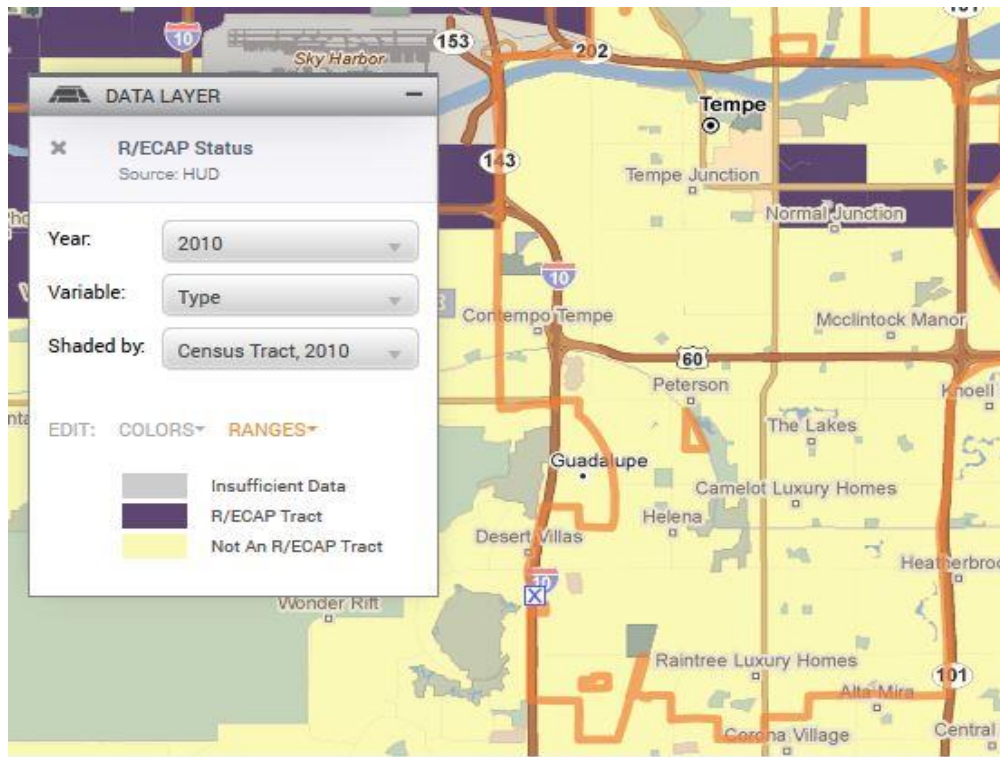 101
10
153
202
Sky Harbor
DATA LAYER
R/ECAP Status
Source: HUD
Year:
2010
Variable:
Type
Shaded by:
Census Tract, 2010
EDIT:
COLORS
RANGES
Insufficient Data
R/ECAP Tract
Not An R/ECAP Tract
Tempe
143
Tempe Junction
Normal Junction
10
Contempo Tempe
Mcclintock Manor
60
Peterson
Knoell
The Lakes
Guadalupe
Camelot Luxury Homes
Helena
Desert Villas
10
X
Wonder Rift
Raintree Luxury Homes
101
Alta Mira
Corona Village
Central